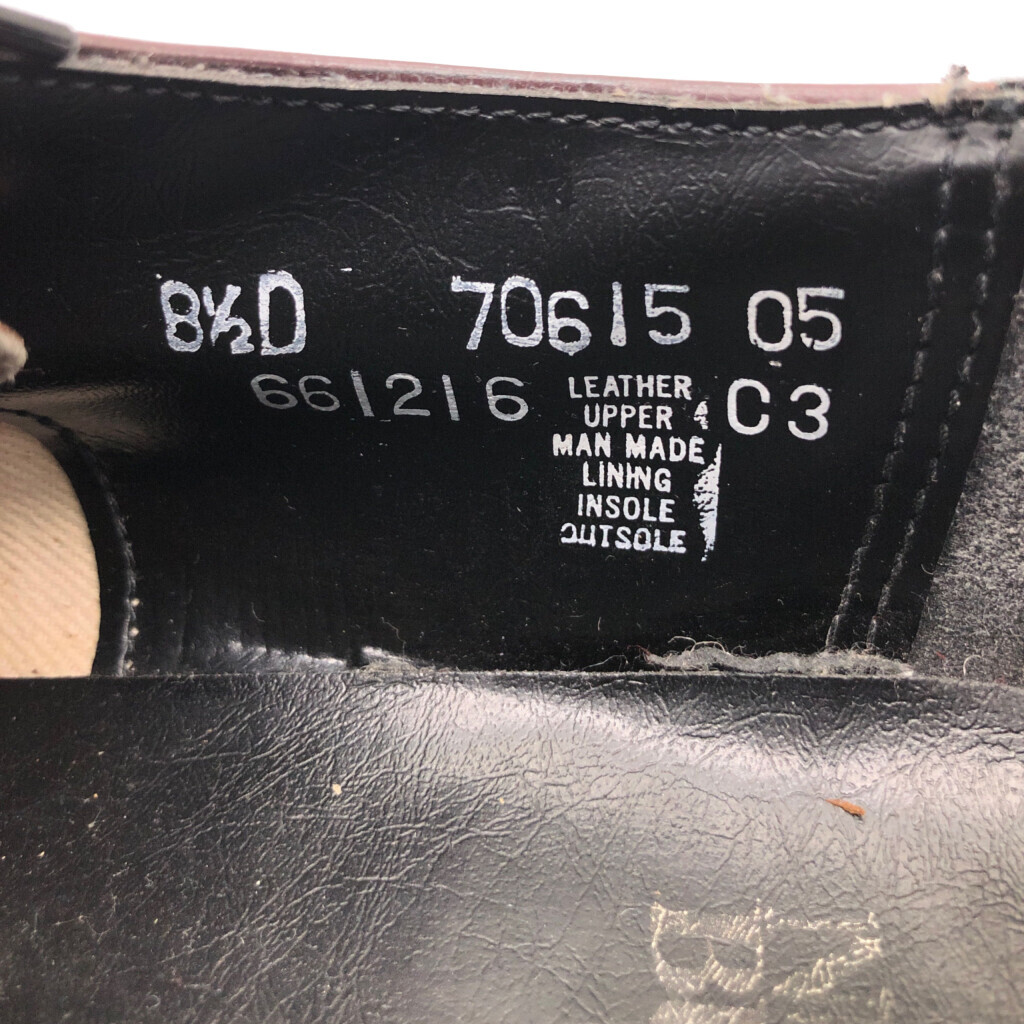 8½D 70615 05
661216 C3
LEATHER
UPPER
MAN MADE
LINING
INSOLE
OUTSOLE